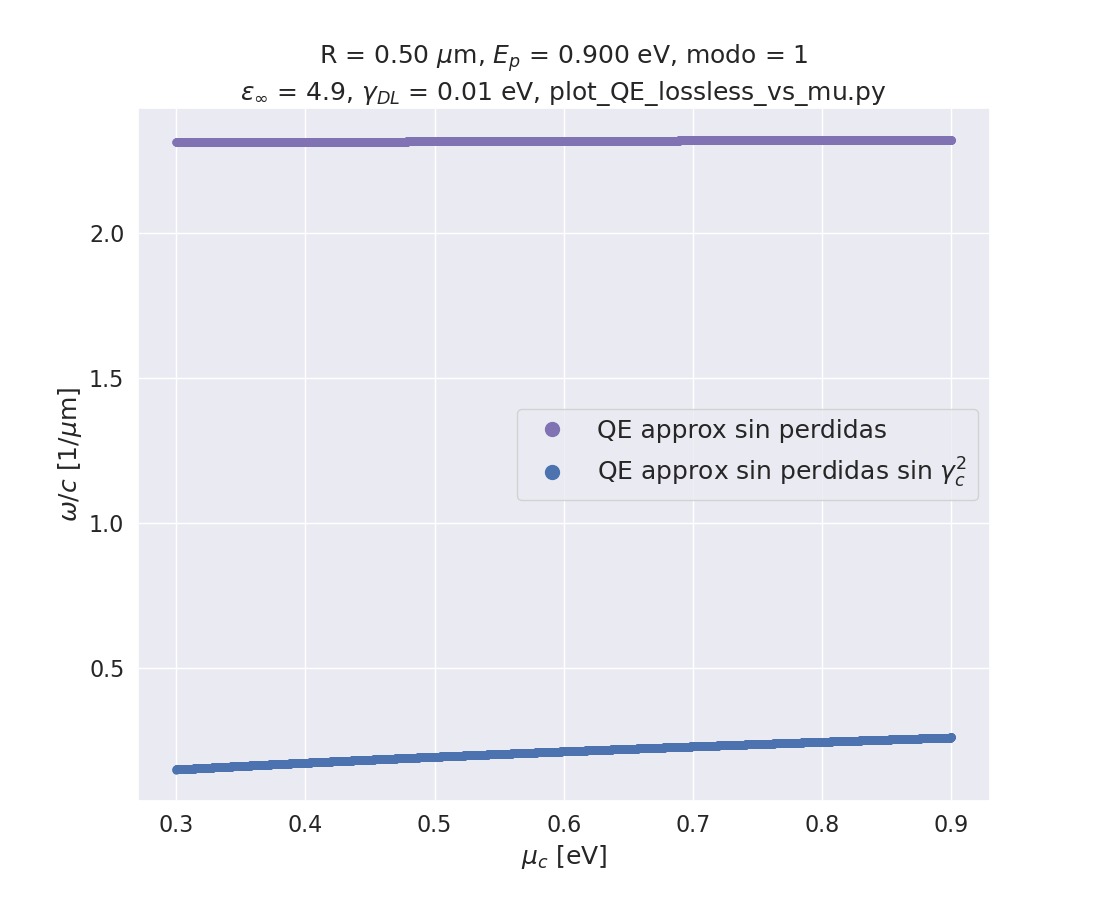 R = 0.50 μm, E_p = 0.900 eV, modo = 1
ε_∞ = 4.9, γ_DL = 0.01 eV, plot_QE_lossless_vs_mu.py
2.0
1.5
1.0
0.5
ω/c [1/μm]
QE approx sin perdidas
QE approx sin perdidas sin γ_c^2
0.3 0.4 0.5 0.6 0.7 0.8 0.9
μ_c [eV]